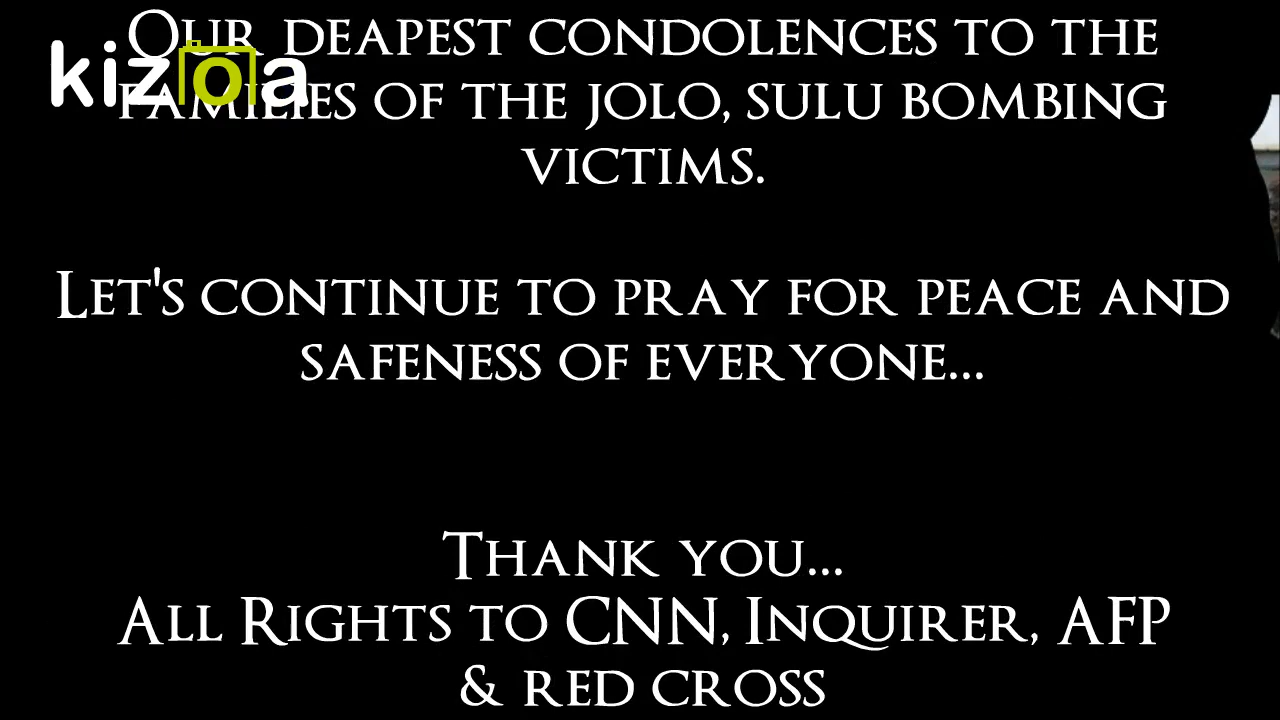 kizoa
Our deapest condolences to the
families of the Jolo, Sulu bombing
victims.
Let's continue to pray for peace and
safeness of everyone...
Thank you...
All Rights to CNN, Inquirer, AFP
& red cross